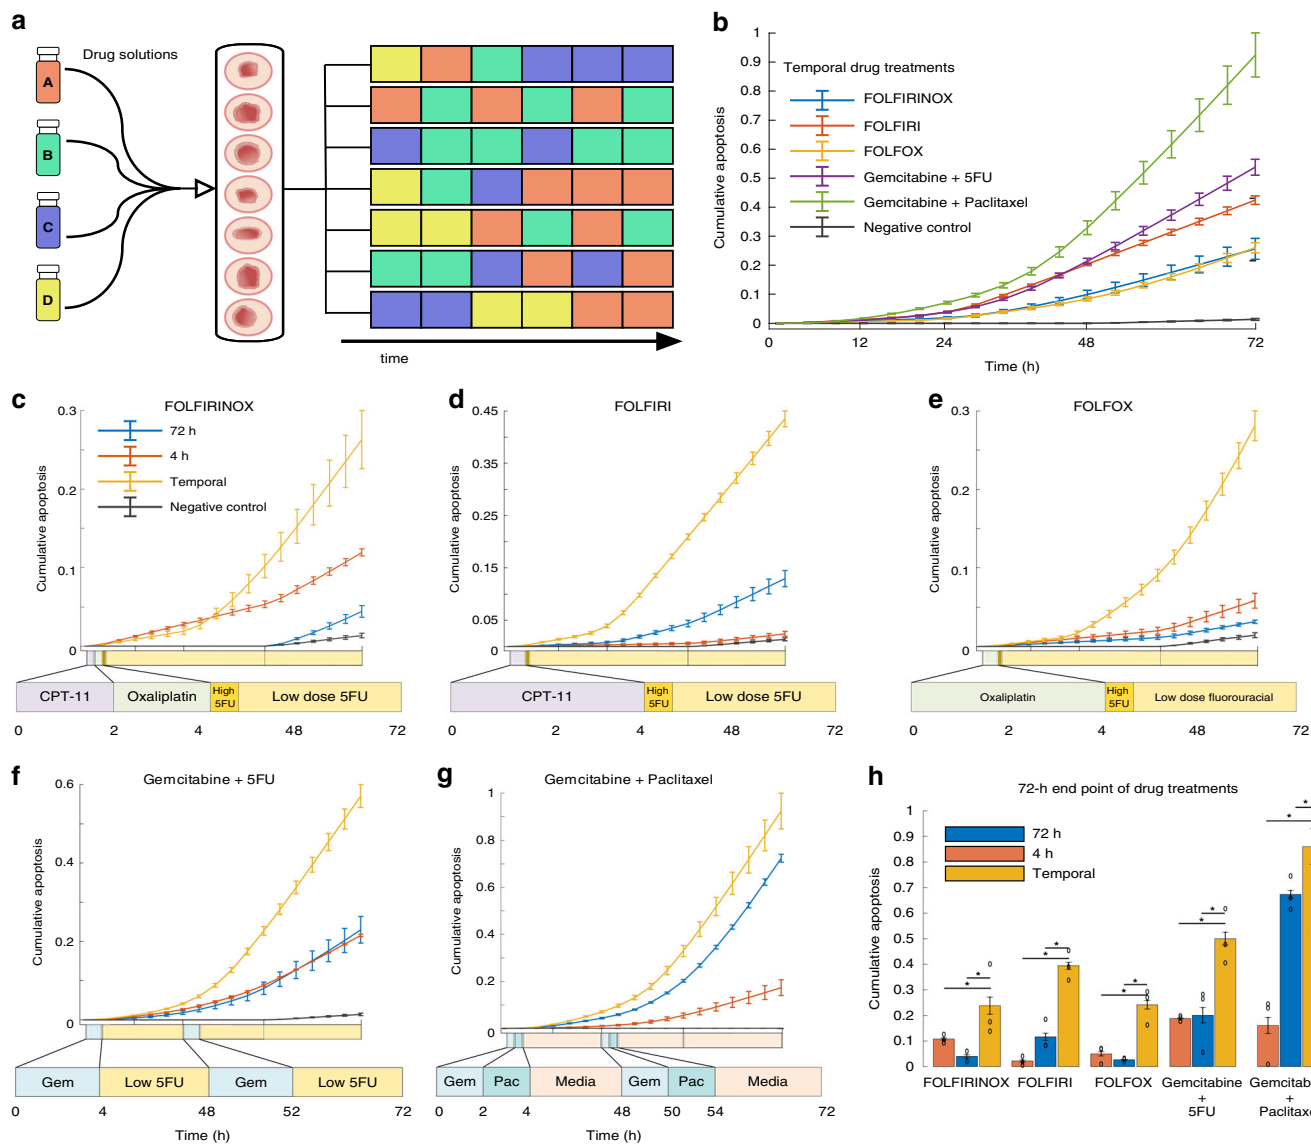 a
Drug solutions
A
B
C
D
time
b
Cumulative apoptosis
1
0.9
0.8
0.7
0.6
0.5
0.4
0.3
0.2
0.1
0
Temporal drug treatments
FOLFIRINOX
FOLFIRI
FOLFOX
Gemcitabine + 5FU
Gemcitabine + Paclitaxel
Negative control
0 12 24 48 72
Time (h)
c
FOLFIRINOX
Cumulative apoptosis
0.3
0.2
0.1
0
72 h
4 h
Temporal
Negative control
CPT-11 Oxaliplatin High 5FU Low dose 5FU
0 2 4 48 72
d
FOLFIRI
Cumulative apoptosis
0.45
0.35
0.25
0.15
0.05
0
CPT-11 High 5FU Low dose 5FU
0 2 4 48 72
e
FOLFOX
Cumulative apoptosis
0.3
0.2
0.1
0
Oxaliplatin High 5FU Low dose fluorouracial
0 2 4 48 72
f
Gemcitabine + 5FU
Cumulative apoptosis
0.6
0.4
0.2
0
Gem Low 5FU Gem Low 5FU
0 4 48 52 72
Time (h)
g
Gemcitabine + Paclitaxel
Cumulative apoptosis
1
0.8
0.6
0.4
0.2
0
Gem Pac Media Gem Pac Media
0 2 4 48 50 54 72
Time (h)
h
72-h end point of drug treatments
Cumulative apoptosis
1
0.9
0.8
0.7
0.6
0.5
0.4
0.3
0.2
0.1
0
72 h
4 h
Temporal
* * * * * * * * * *
FOLFIRINOX FOLFIRI FOLFOX Gemcitabine + 5FU Gemcitab + Paclitaxe